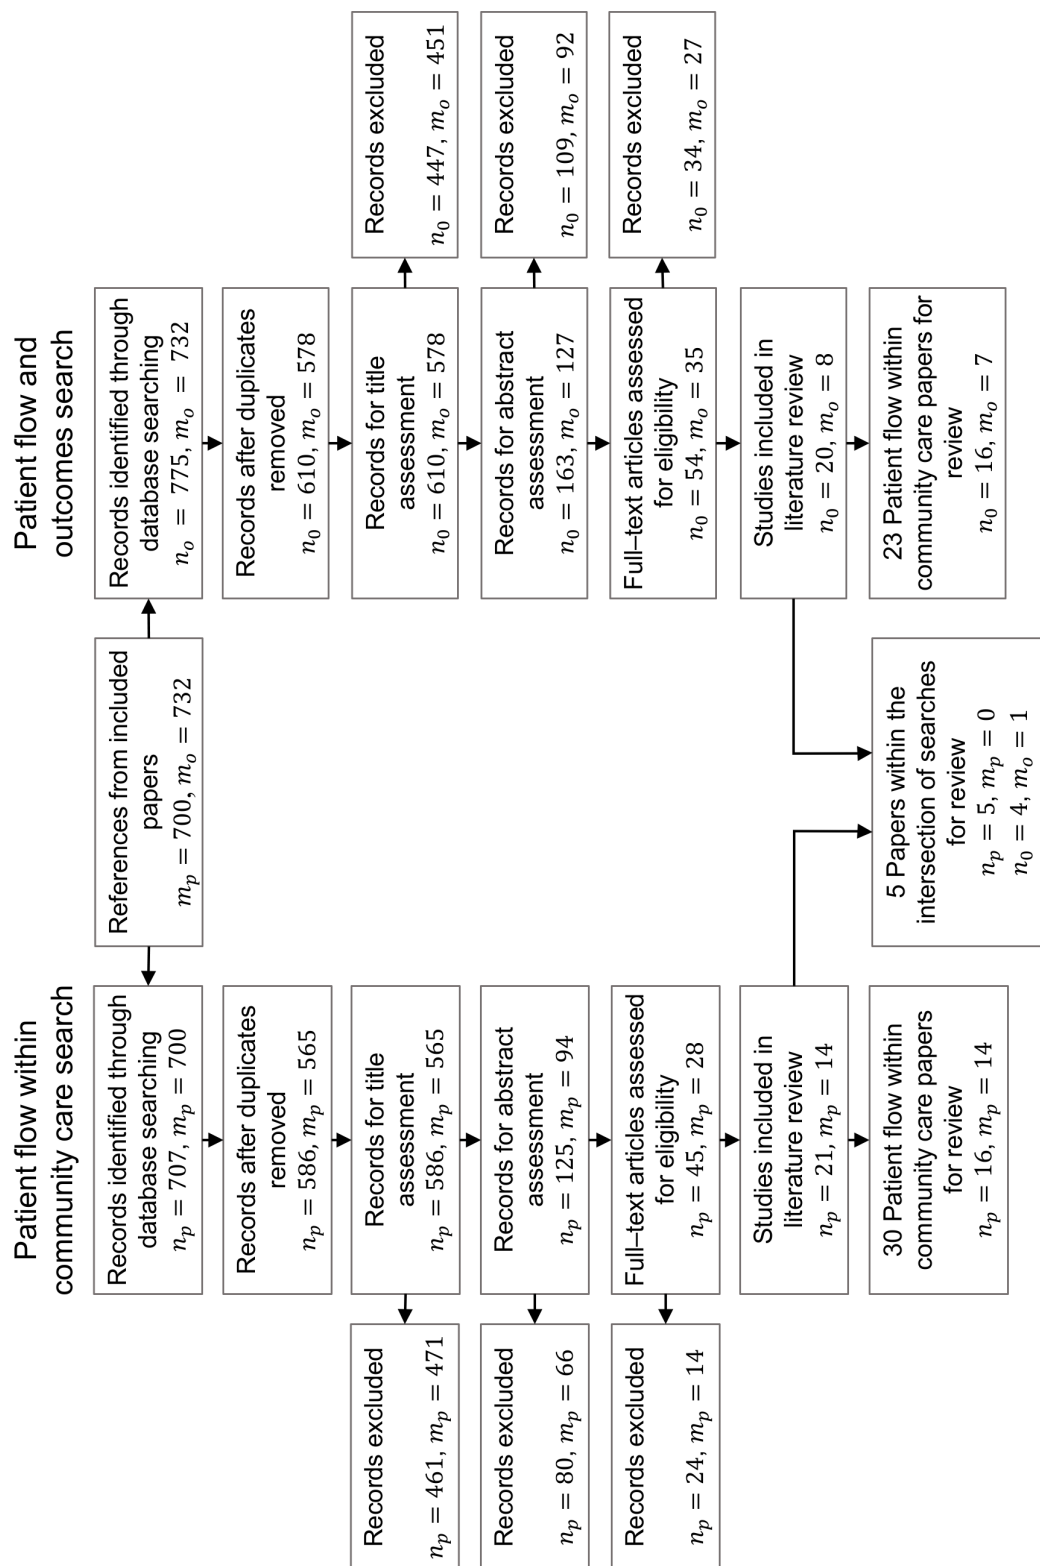 Patient flow within
community care search
Patient flow and
outcomes search
Records identified through
database searching
n_p = 707, m_p = 700
References from included
papers
m_p = 700, m_o = 732
Records identified through
database searching
n_o = 775, m_o = 732
Records after duplicates
removed
n_p = 586, m_p = 565
Records after duplicates
removed
n_0 = 610, m_o = 578
Records excluded
n_p = 461, m_p = 471
Records for title
assessment
n_p = 586, m_p = 565
Records for title
assessment
n_0 = 610, m_o = 578
Records excluded
n_0 = 447, m_o = 451
Records excluded
n_p = 80, m_p = 66
Records for abstract
assessment
n_p = 125, m_p = 94
Records for abstract
assessment
n_0 = 163, m_o = 127
Records excluded
n_0 = 109, m_o = 92
Records excluded
n_p = 24, m_p = 14
Full–text articles assessed
for eligibility
n_p = 45, m_p = 28
Full–text articles assessed
for eligibility
n_0 = 54, m_o = 35
Records excluded
n_0 = 34, m_o = 27
Studies included in
literature review
n_p = 21, m_p = 14
Studies included in
literature review
n_0 = 20, m_o = 8
30 Patient flow within
community care papers
for review
n_p = 16, m_p = 14
5 Papers within the
intersection of searches
for review
n_p = 5, m_p = 0
n_0 = 4, m_o = 1
23 Patient flow within
community care papers for
review
n_0 = 16, m_o = 7